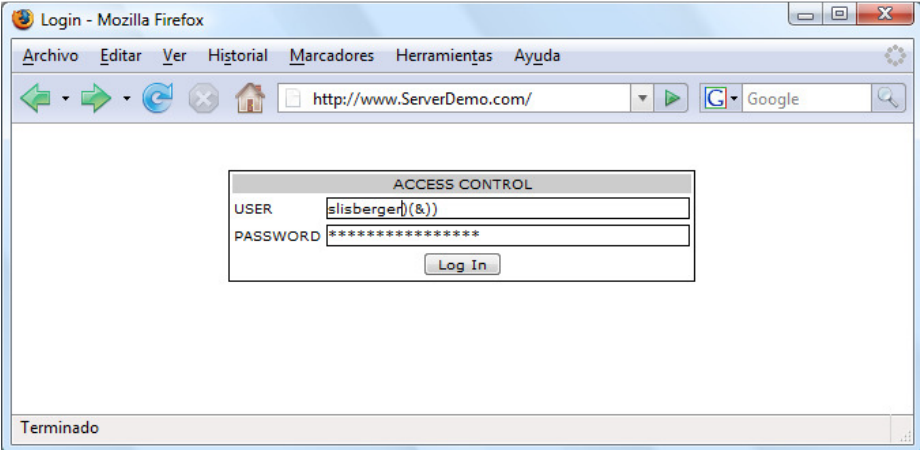 Login - Mozilla Firefox
Archivo Editar Ver Historial Marcadores Herramientas Ayuda
http://www.ServerDemo.com/ G Google
ACCESS CONTROL
USER slisberger)(&))
PASSWORD ****************
Log In
Terminado